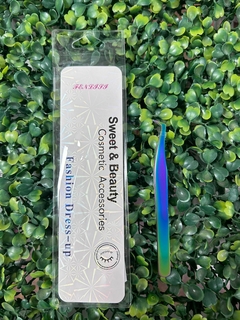 Sweet & Beauty
Cosmetic Accessories
Fashion Dress-up